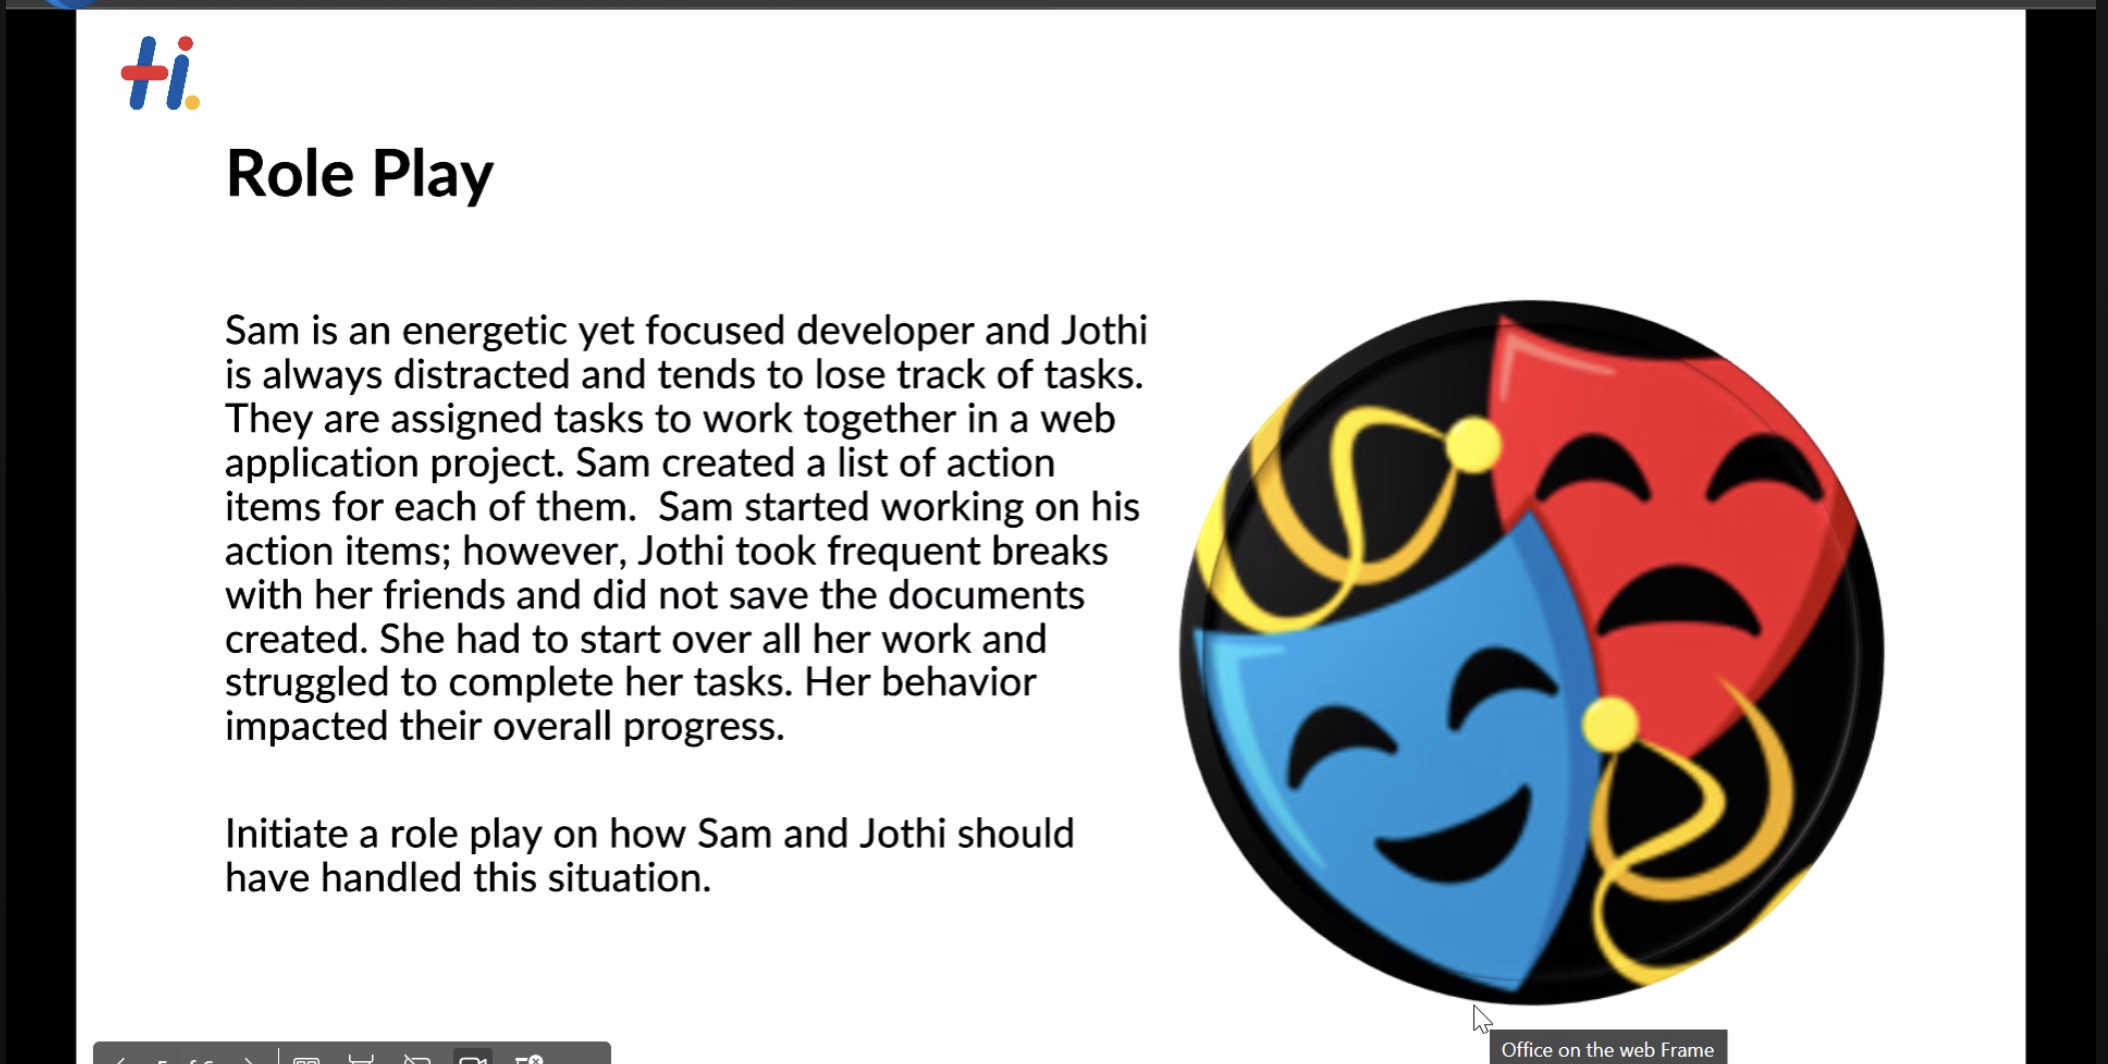 Hi.
Role Play
Sam is an energetic yet focused developer and Jothi
is always distracted and tends to lose track of tasks.
They are assigned tasks to work together in a web
application project. Sam created a list of action
items for each of them.  Sam started working on his
action items; however, Jothi took frequent breaks
with her friends and did not save the documents
created. She had to start over all her work and
struggled to complete her tasks. Her behavior
impacted their overall progress.
Initiate a role play on how Sam and Jothi should
have handled this situation.
Office on the web Frame